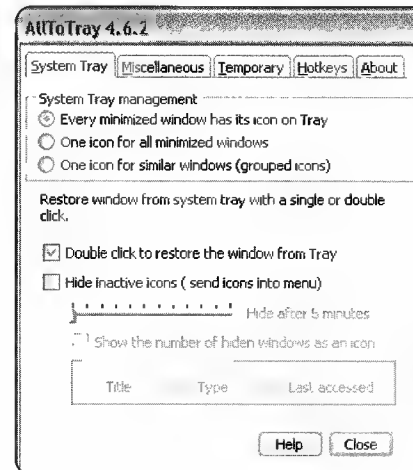 AllToTray 4.6.2
System Tray Miscellaneous Temporary Hotkeys About
System Tray management
Every minimized window has its icon on Tray
One icon for all minimized windows
One icon for similar windows (grouped icons)
Restore window from system tray with a single or double
click.
Double click to restore the window from Tray
Hide inactive icons ( send icons into menu)
Hide after 5 minutes
Show the number of hiden windows as an icon
Title Type Last accessed
Help Close